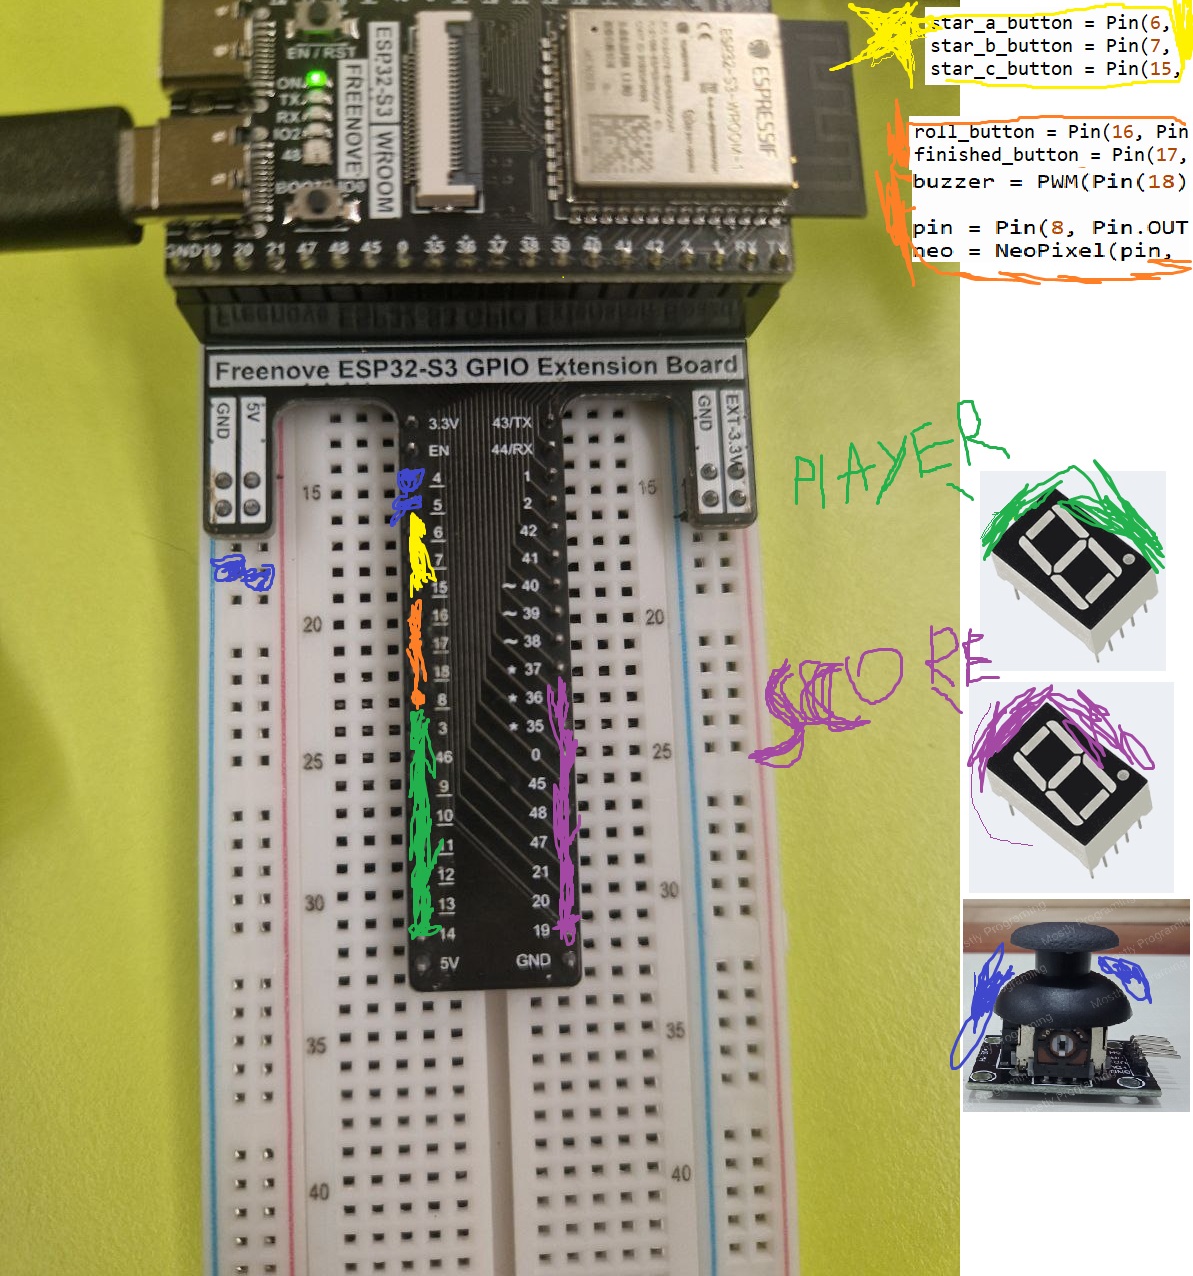 star_a_button = Pin(6,
star_b_button = Pin(7,
star_c_button = Pin(15,
roll_button = Pin(16, Pin
finished_button = Pin(17,
buzzer = PWM(Pin(18)
pin = Pin(8, Pin.OUT
neo = NeoPixel(pin,
EN/RST
ON
TX
RX
IO2
FREENOVE
ESP32-S3 WROOM
ESPRESSIF
ESP32-S3-WROOM-1
GND 19 20 21 47 48 45 0 35 36 37 38 39 40 41 42 2 1 RX TX
Freenove ESP32-S3 GPIO Extension Board
GND 5V
GND EXT-3.3V
3.3V 43/TX
EN 44/RX
4 1
5 2
6 42
7 41
15 ~ 40
16 ~ 39
17 ~ 38
18 * 37
8 * 36
3 * 35
46 0
9 45
10 48
11 47
12 21
13 20
14 19
5V GND
15 15
20 20
25 25
30 30
35 35
40 40
PLAYER
SCORE
Mostly Programming